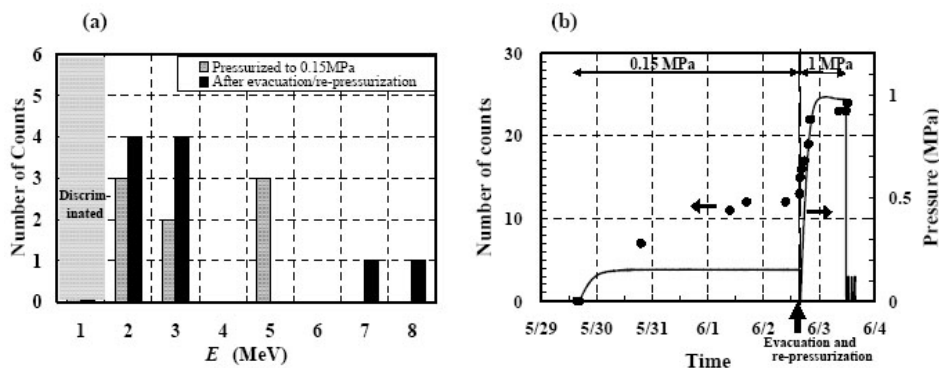 (a)
Number of Counts
6
5
4
3
2
1
0
Pressurized to 0.15MPa
After evacuation/re-pressurization
Discrim-
inated
1 2 3 4 5 6 7 8
E (MeV)
(b)
Number of counts
30
20
10
0
0.15 MPa
1 MPa
1
0.5
0
Pressure (MPa)
5/29 5/30 5/31 6/1 6/2 6/3 6/4
Time
Evacuation and
re-pressurization